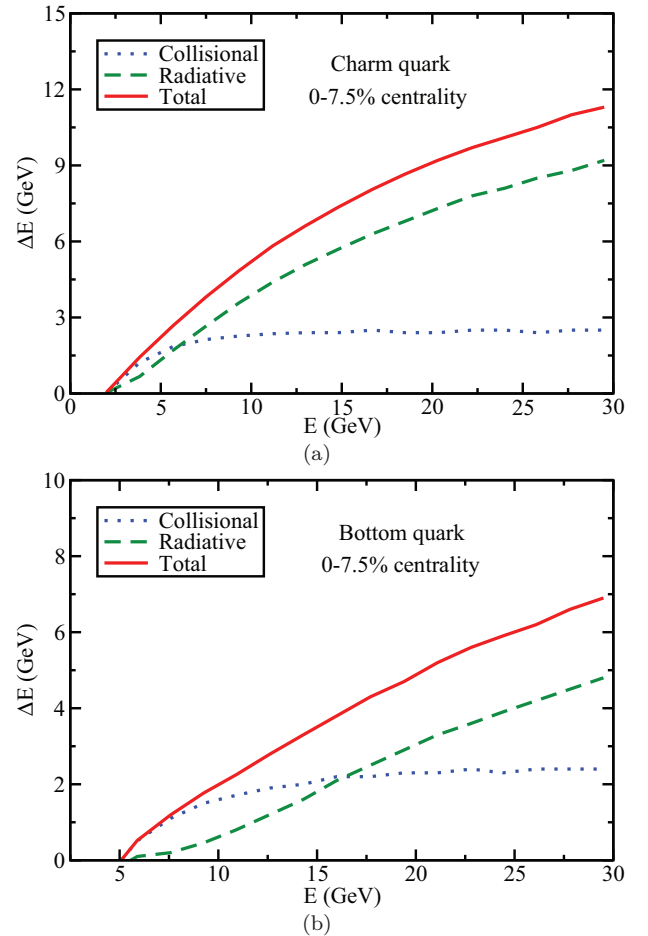 15
12
9
6
3
0
ΔE (GeV)
Collisional
Radiative
Total
Charm quark
0-7.5% centrality
0 5 10 15 20 25 30
E (GeV)
(a)
10
8
6
4
2
0
ΔE (GeV)
Collisional
Radiative
Total
Bottom quark
0-7.5% centrality
5 10 15 20 25 30
E (GeV)
(b)